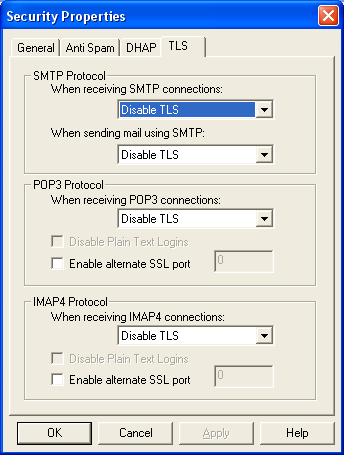 Security Properties
General Anti Spam DHAP TLS
SMTP Protocol
When receiving SMTP connections:
Disable TLS
When sending mail using SMTP:
Disable TLS
POP3 Protocol
When receiving POP3 connections:
Disable TLS
Disable Plain Text Logins
Enable alternate SSL port 0
IMAP4 Protocol
When receiving IMAP4 connections:
Disable TLS
Disable Plain Text Logins
Enable alternate SSL port 0
OK Cancel Apply Help